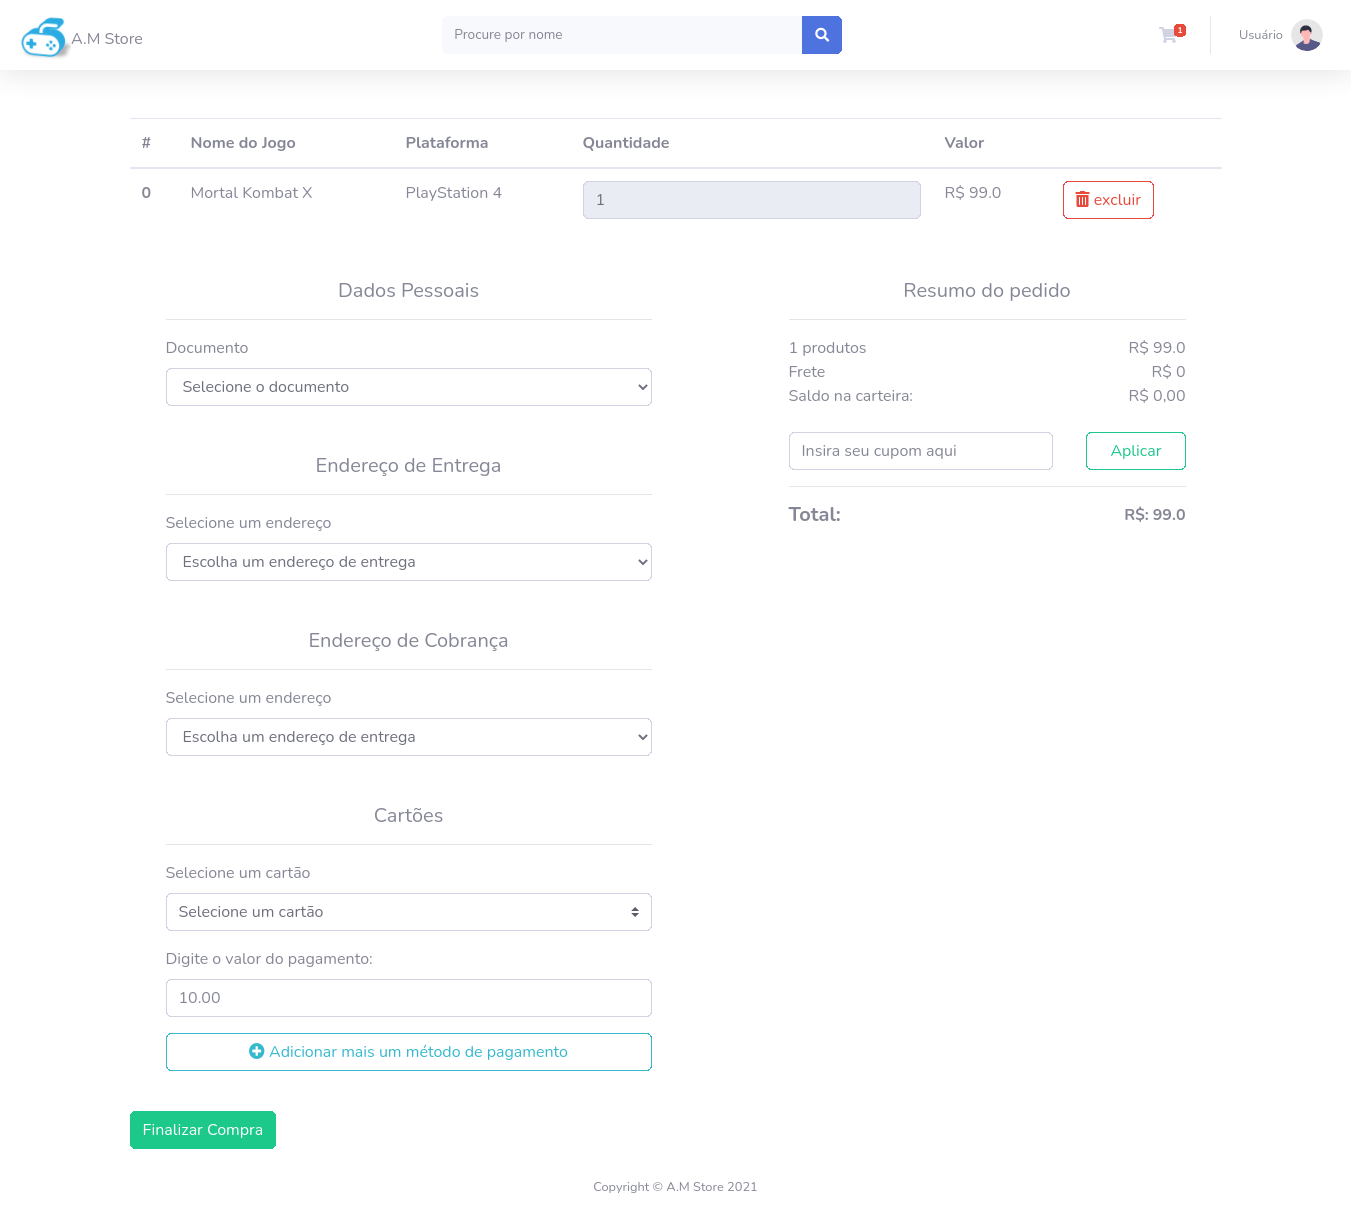 A.M Store
Procure por nome
1
Usuário
# Nome do Jogo Plataforma Quantidade Valor
0 Mortal Kombat X PlayStation 4 1 R$ 99.0 excluir
Dados Pessoais
Documento
Selecione o documento
Endereço de Entrega
Selecione um endereço
Escolha um endereço de entrega
Endereço de Cobrança
Selecione um endereço
Escolha um endereço de entrega
Cartões
Selecione um cartão
Selecione um cartão
Digite o valor do pagamento:
10.00
Adicionar mais um método de pagamento
Resumo do pedido
1 produtos R$ 99.0
Frete R$ 0
Saldo na carteira: R$ 0,00
Insira seu cupom aqui Aplicar
Total: R$: 99.0
Finalizar Compra
Copyright © A.M Store 2021